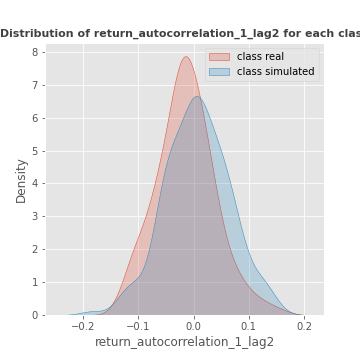 Distribution of return_autocorrelation_1_lag2 for each clas
class real
class simulated
8
7
6
5
4
3
2
1
0
Density
−0.2
−0.1
0.0
0.1
0.2
return_autocorrelation_1_lag2